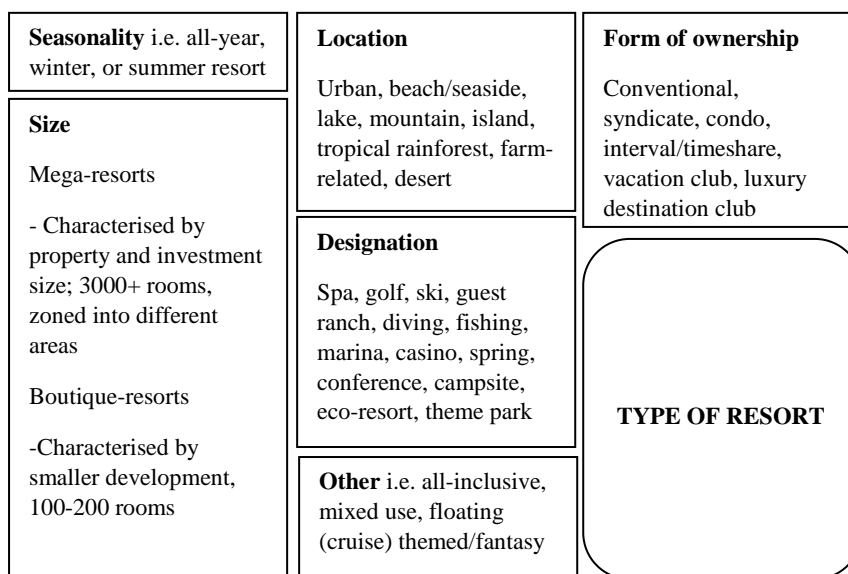 Seasonality i.e. all-year,
winter, or summer resort
Size
Mega-resorts
- Characterised by
property and investment
size; 3000+ rooms,
zoned into different
areas
Boutique-resorts
-Characterised by
smaller development,
100-200 rooms
Location
Urban, beach/seaside,
lake, mountain, island,
tropical rainforest, farm-
related, desert
Designation
Spa, golf, ski, guest
ranch, diving, fishing,
marina, casino, spring,
conference, campsite,
eco-resort, theme park
Other i.e. all-inclusive,
mixed use, floating
(cruise) themed/fantasy
Form of ownership
Conventional,
syndicate, condo,
interval/timeshare,
vacation club, luxury
destination club
TYPE OF RESORT